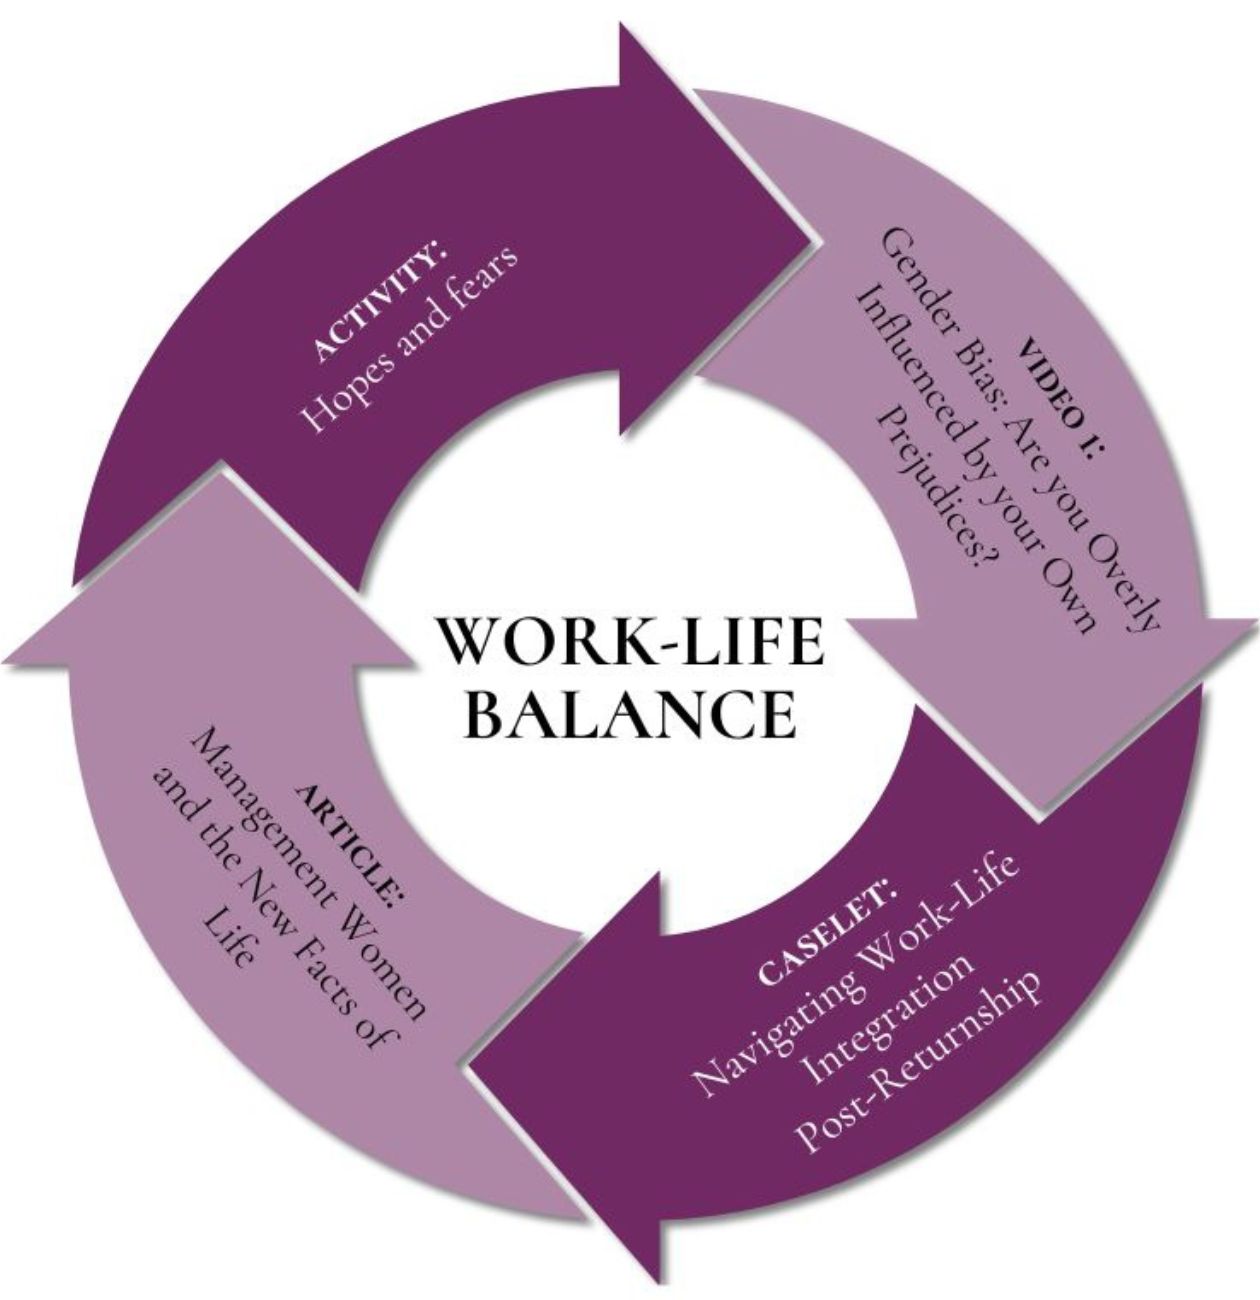 ACTIVITY:
Hopes and fears
VIDEO 1:
Gender Bias: Are you Overly
Influenced by your Own
Prejudices?
WORK-LIFE
BALANCE
CASELET:
Navigating Work-Life
Integration
Post-Returnship
ARTICLE:
Management Women
and the New Facts of
Life